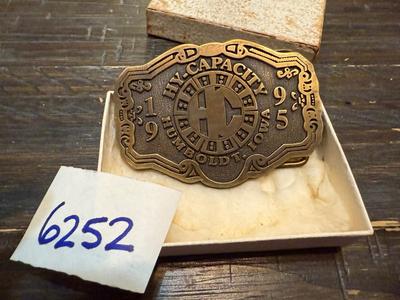 HY-CAPACITY
19 95
HC
HUMBOLDT, IOWA
6252